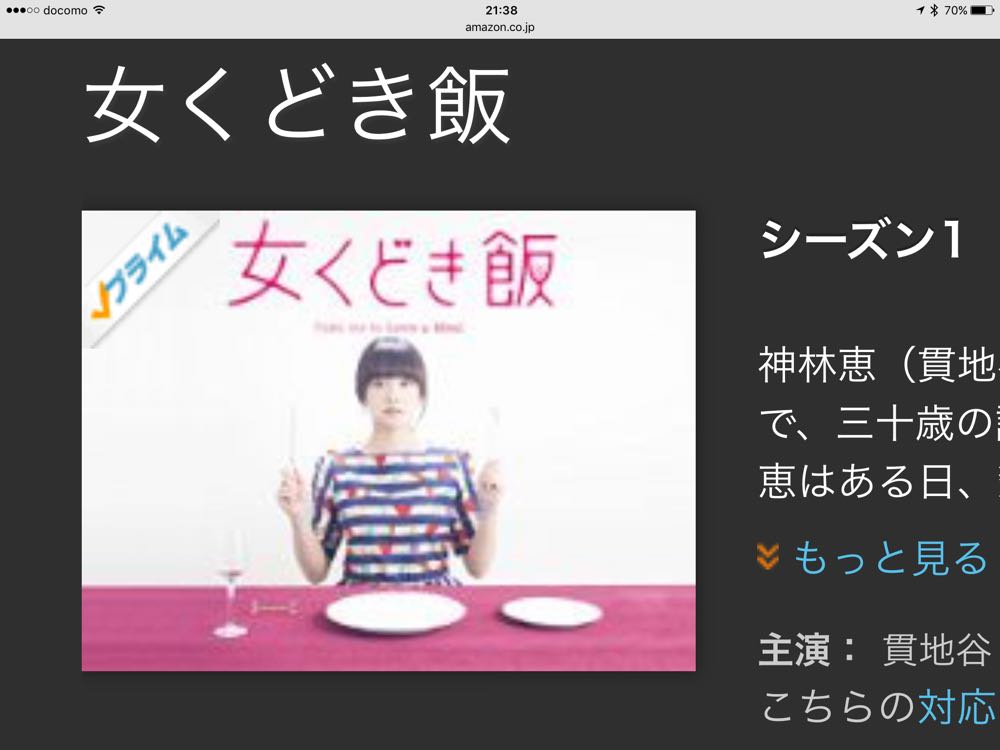 docomo
21:38
70%
amazon.co.jp
女くどき飯
プライム
女くどき飯
シーズン1
神林恵（貫地
で、三十歳の
恵はある日、
もっと見る
主演： 貫地谷
こちらの対応